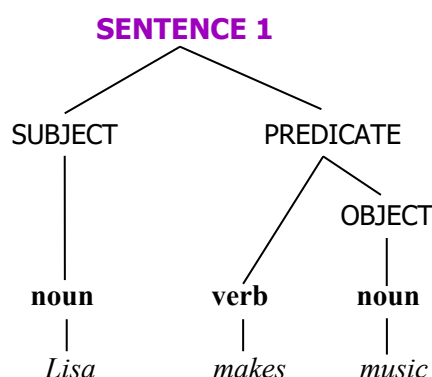 SENTENCE 1
SUBJECT PREDICATE
OBJECT
noun verb noun
Lisa makes music